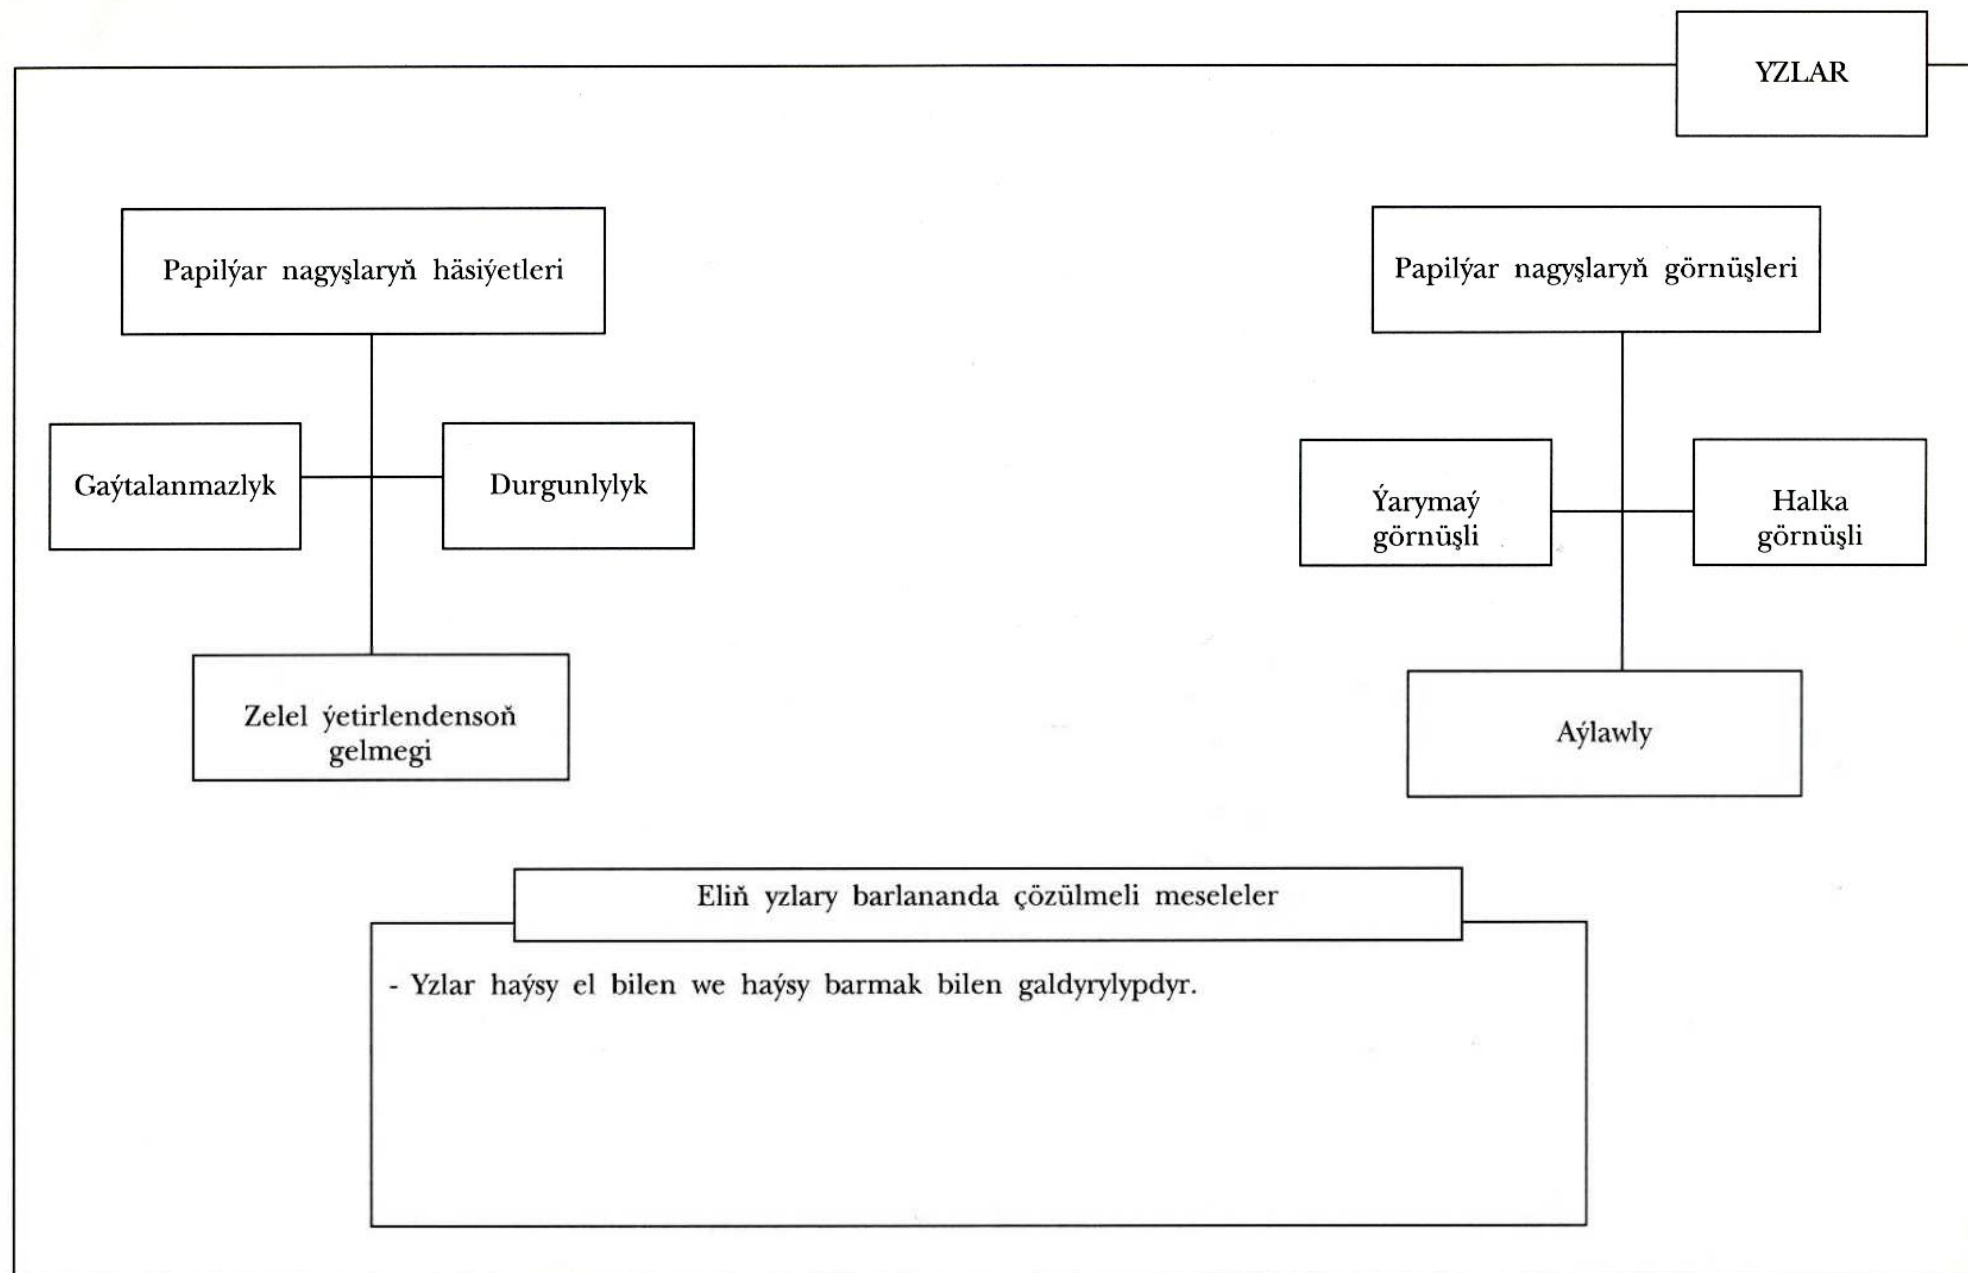 YZLAR
Papilýar nagyşlaryň häsiýetleri
Papilýar nagyşlaryň görnüşleri
Gaýtalanmazlyk
Durgunlylyk
Ýarymaý
görnüşli
Halka
görnüşli
Zelel ýetirlendensoň
gelmegi
Aýlawly
Eliň yzlary barlananda çözülmeli meseleler
- Yzlar haýsy el bilen we haýsy barmak bilen galdyrylypdyr.